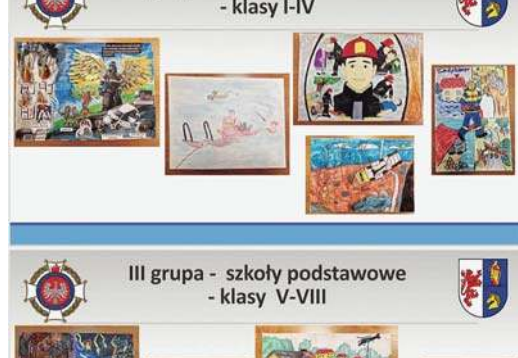 - klasy I-IV
III grupa - szkoły podstawowe
- klasy V-VIII